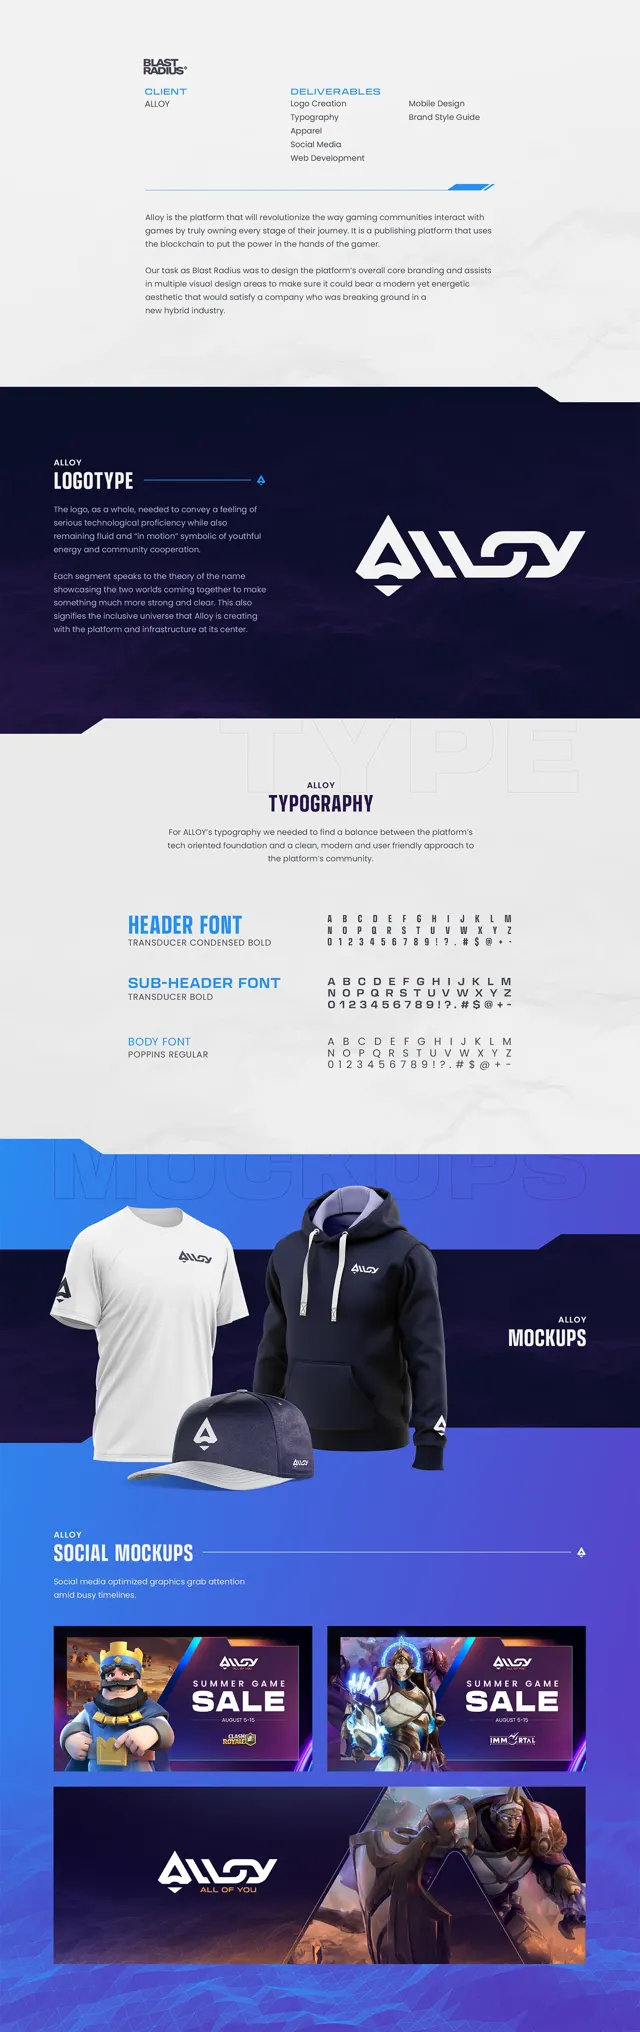 BLAST
RADIUS®
CLIENT
ALLOY
DELIVERABLES
Logo Creation
Typography
Apparel
Social Media
Web Development
Mobile Design
Brand Style Guide
Alloy is the platform that will revolutionize the way gaming communities interact with
games by truly owning every stage of their journey. It is a publishing platform that uses
the blockchain to put the power in the hands of the gamer.
Our task as Blast Radius was to design the platform's overall core branding and assists
in multiple visual design areas to make sure it could bear a modern yet energetic
aesthetic that would satisfy a company who was breaking ground in a
new hybrid industry.
ALLOY
LOGOTYPE
The logo, as a whole, needed to convey a feeling of
serious technological proficiency while also
remaining fluid and "in motion" symbolic of youthful
energy and community cooperation.
Each segment speaks to the theory of the name
showcasing the two worlds coming together to make
something much more strong and clear. This also
signifies the inclusive universe that Alloy is creating
with the platform and infrastructure at its center.
ALLOY
TYPE
ALLOY
TYPOGRAPHY
For ALLOY's typography we needed to find a balance between the platform's
tech oriented foundation and a clean, modern and user friendly approach to
the platform's community.
HEADER FONT
TRANSDUCER CONDENSED BOLD
A B C D E F G H I J K L M
N O P Q R S T U V W X Y Z
0 1 2 3 4 5 6 7 8 9 ! ? . # $ @ + -
SUB-HEADER FONT
TRANSDUCER BOLD
A B C D E F G H I J K L M
N O P Q R S T U V W X Y Z
0 1 2 3 4 5 6 7 8 9 ! ? . # $ @ + -
BODY FONT
POPPINS REGULAR
A B C D E F G H I J K L M
N O P Q R S T U V W X Y Z
0 1 2 3 4 5 6 7 8 9 ! ? . # $ @ + -
MOCKUPS
ALLOY
ALLOY
ALLOY
ALLOY
MOCKUPS
ALLOY
SOCIAL MOCKUPS
Social media optimized graphics grab attention
amid busy timelines.
ALLOY
ALL OF YOU
SUMMER GAME
SALE
AUGUST 5-15
CLASH
ROYALE
ALLOY
ALL OF YOU
SUMMER GAME
SALE
AUGUST 5-15
IMMORTAL
ALLOY
ALL OF YOU